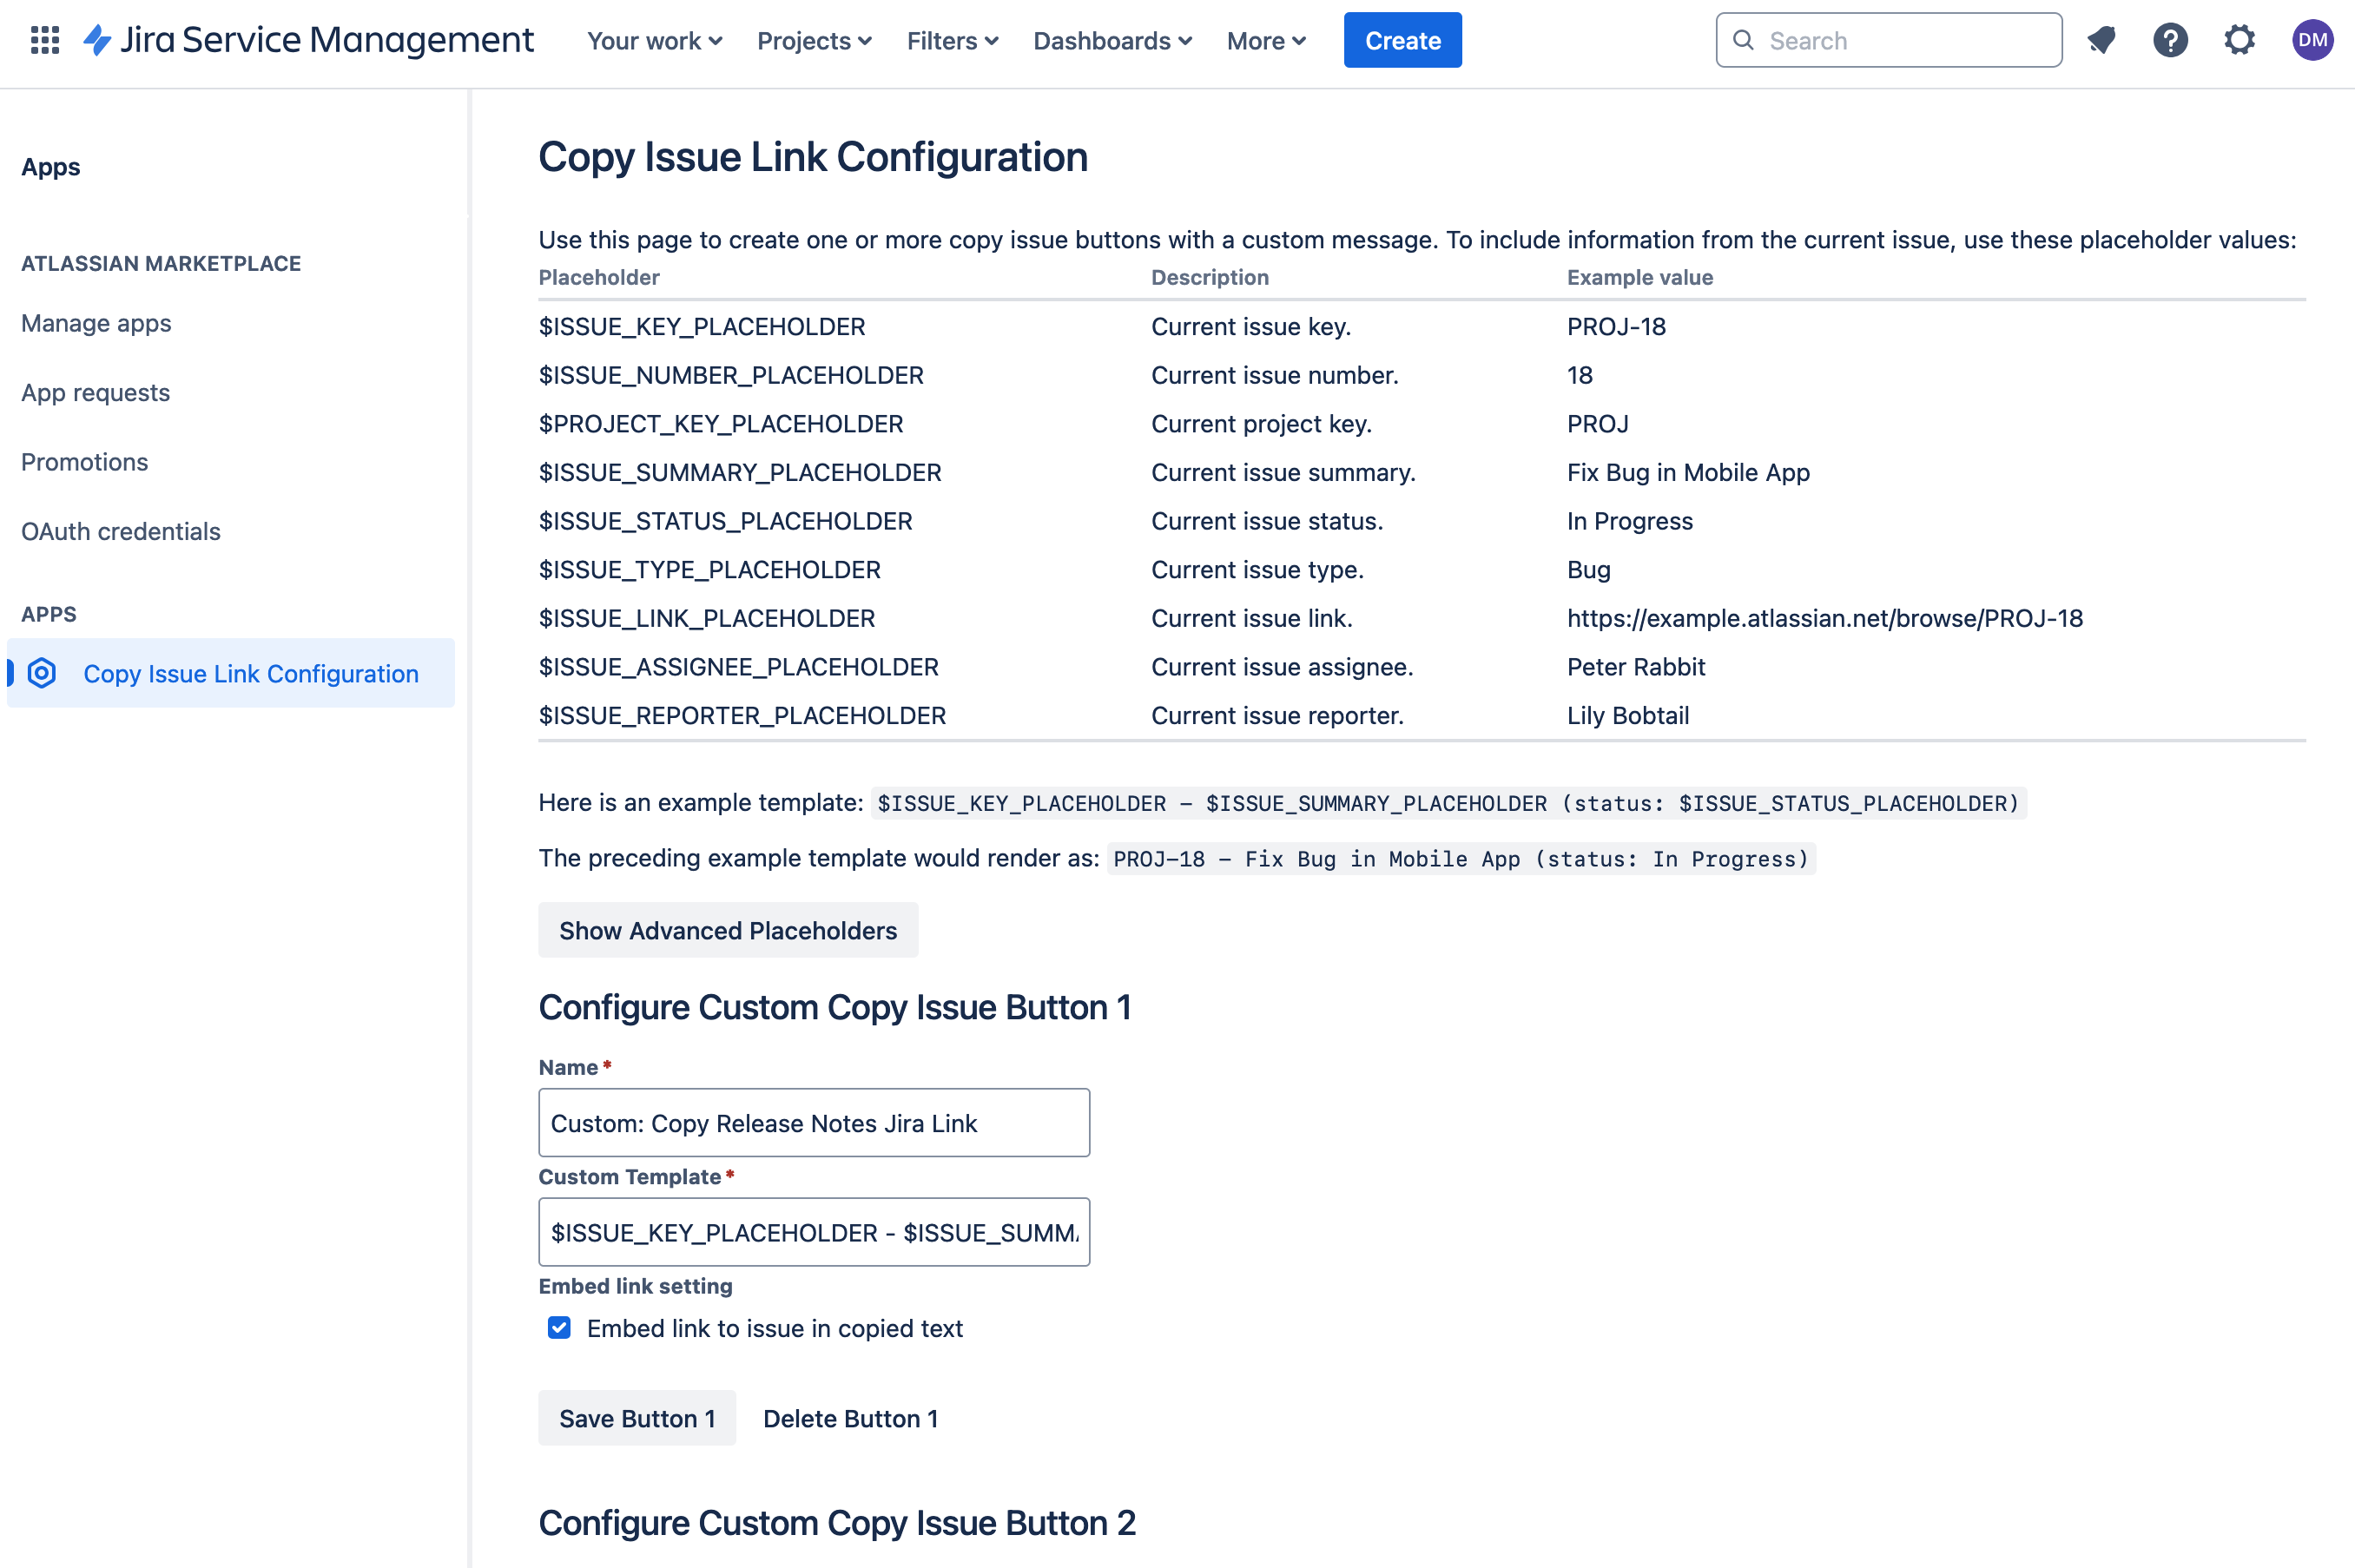 Jira Service Management Your work Projects Filters Dashboards More Create Search DM
Apps
ATLASSIAN MARKETPLACE
Manage apps
App requests
Promotions
OAuth credentials
APPS
Copy Issue Link Configuration
Copy Issue Link Configuration
Use this page to create one or more copy issue buttons with a custom message. To include information from the current issue, use these placeholder values:
Placeholder Description Example value
$ISSUE_KEY_PLACEHOLDER Current issue key. PROJ-18
$ISSUE_NUMBER_PLACEHOLDER Current issue number. 18
$PROJECT_KEY_PLACEHOLDER Current project key. PROJ
$ISSUE_SUMMARY_PLACEHOLDER Current issue summary. Fix Bug in Mobile App
$ISSUE_STATUS_PLACEHOLDER Current issue status. In Progress
$ISSUE_TYPE_PLACEHOLDER Current issue type. Bug
$ISSUE_LINK_PLACEHOLDER Current issue link. https://example.atlassian.net/browse/PROJ-18
$ISSUE_ASSIGNEE_PLACEHOLDER Current issue assignee. Peter Rabbit
$ISSUE_REPORTER_PLACEHOLDER Current issue reporter. Lily Bobtail
Here is an example template: $ISSUE_KEY_PLACEHOLDER – $ISSUE_SUMMARY_PLACEHOLDER (status: $ISSUE_STATUS_PLACEHOLDER)
The preceding example template would render as: PROJ–18 – Fix Bug in Mobile App (status: In Progress)
Show Advanced Placeholders
Configure Custom Copy Issue Button 1
Name *
Custom: Copy Release Notes Jira Link
Custom Template *
$ISSUE_KEY_PLACEHOLDER - $ISSUE_SUMM
Embed link setting
Embed link to issue in copied text
Save Button 1 Delete Button 1
Configure Custom Copy Issue Button 2